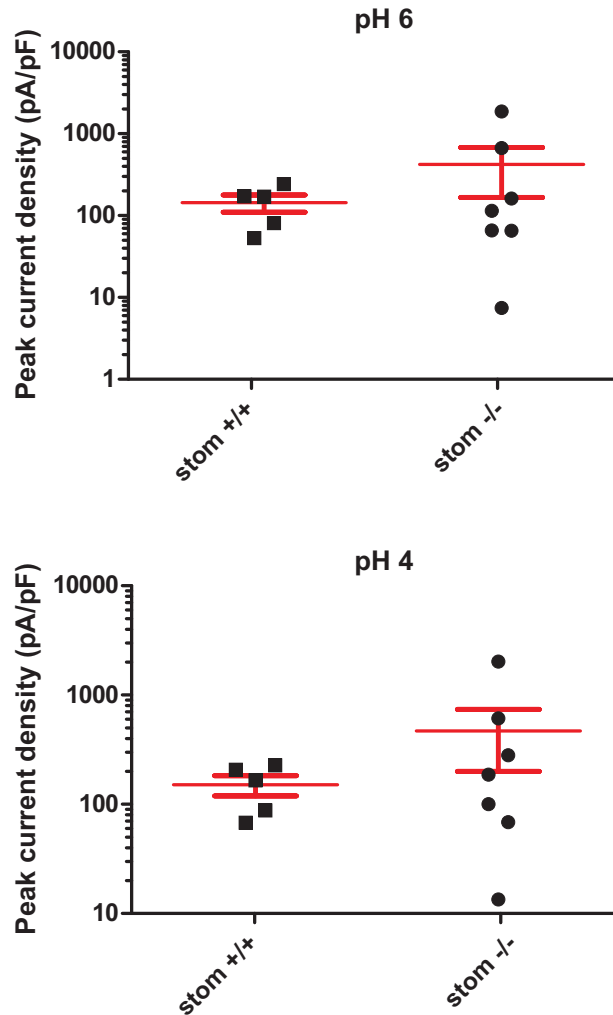 pH 6
Peak current density (pA/pF)
10000
1000
100
10
1
stom +/+
stom -/-
pH 4
Peak current density (pA/pF)
10000
1000
100
10
stom +/+
stom -/-